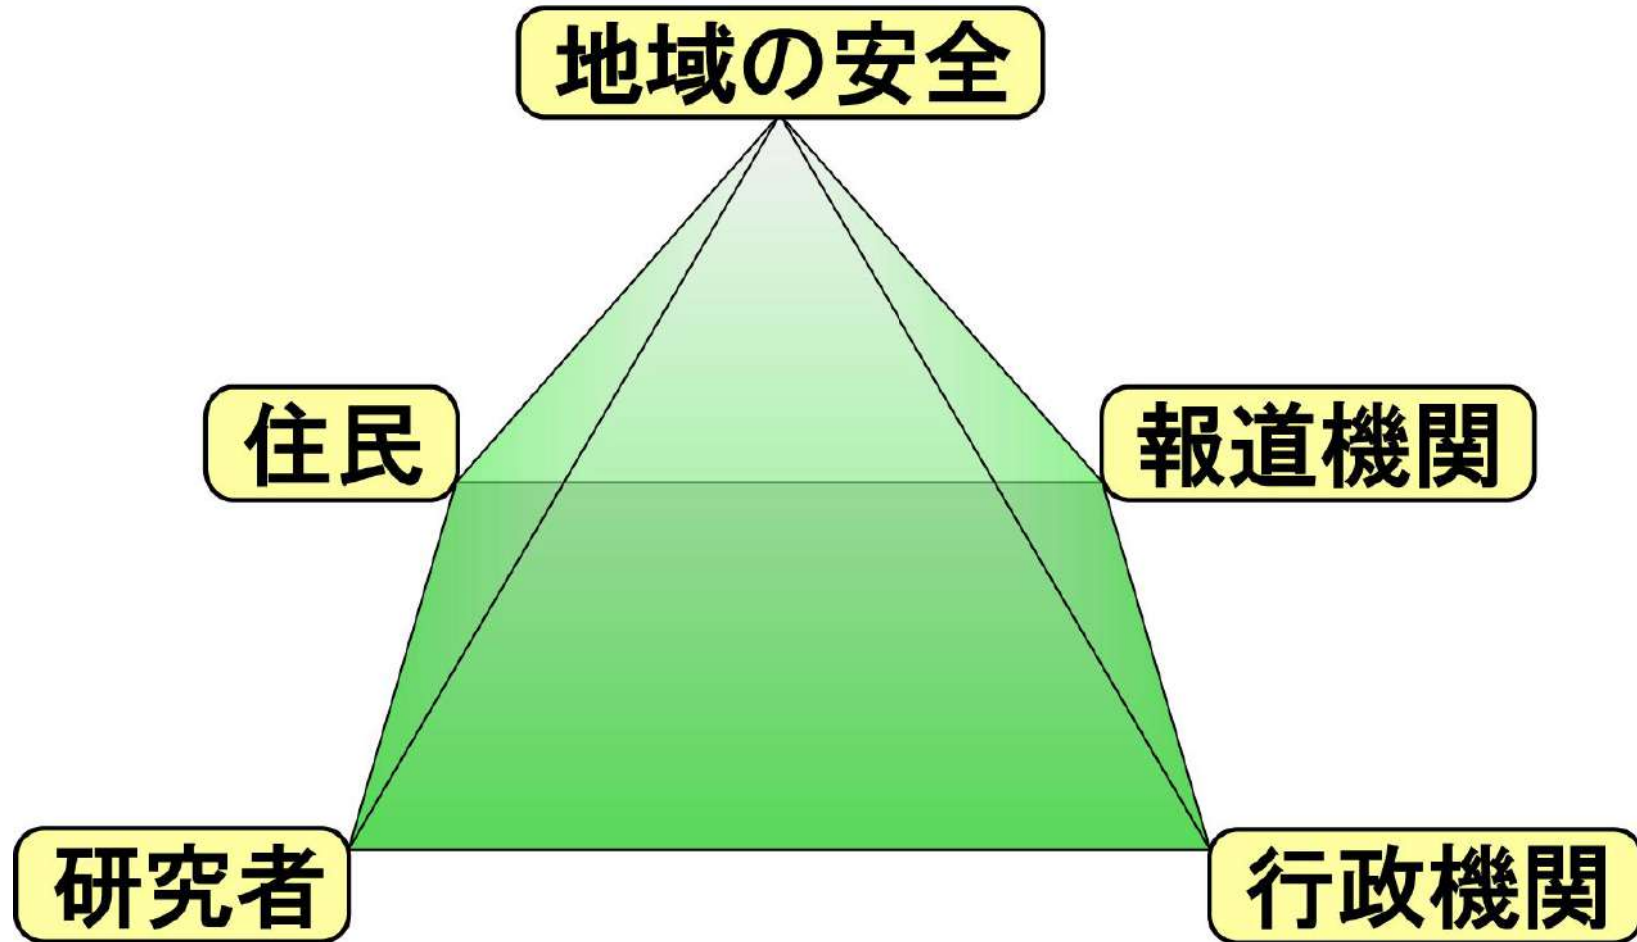 地域の安全
住民
報道機関
研究者
行政機関